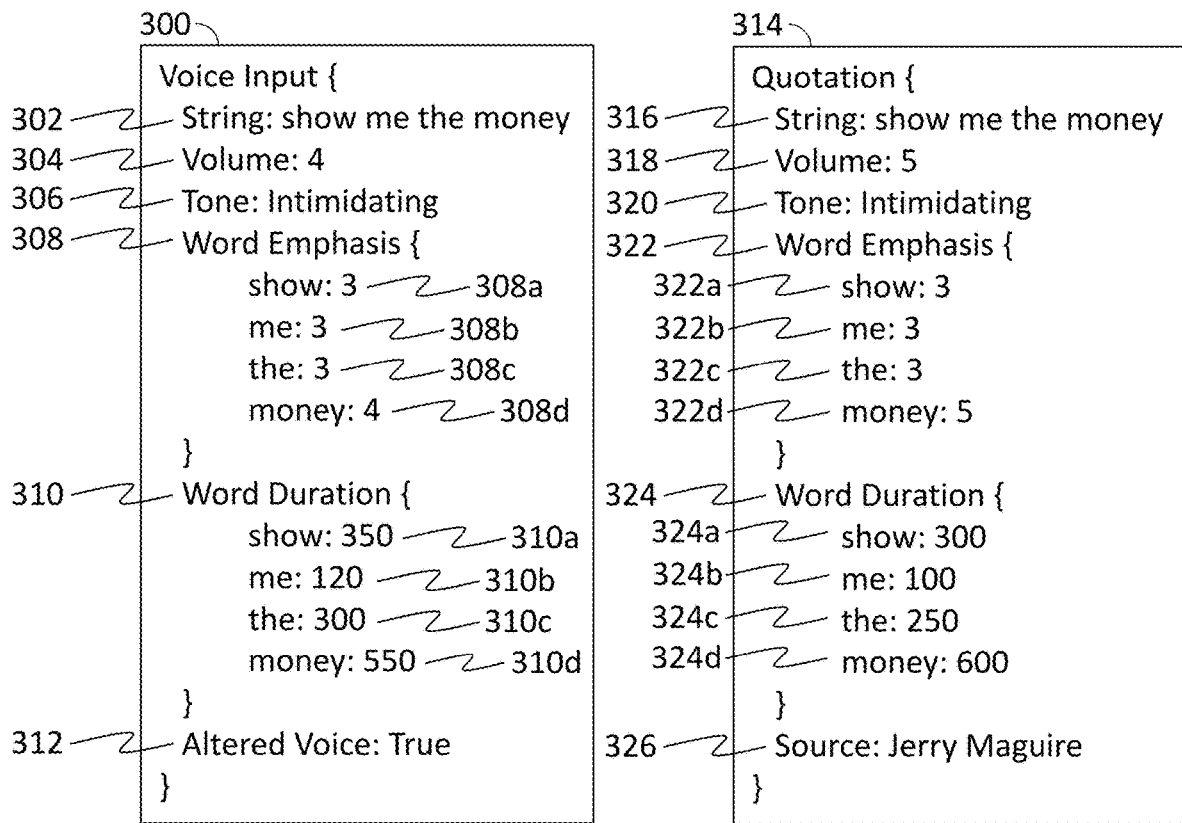 300
Voice Input {
302 String: show me the money
304 Volume: 4
306 Tone: Intimidating
308 Word Emphasis {
show: 3 308a
me: 3 308b
the: 3 308c
money: 4 308d
}
310 Word Duration {
show: 350 310a
me: 120 310b
the: 300 310c
money: 550 310d
}
312 Altered Voice: True
}
314
Quotation {
316 String: show me the money
318 Volume: 5
320 Tone: Intimidating
322 Word Emphasis {
322a show: 3
322b me: 3
322c the: 3
322d money: 5
}
324 Word Duration {
324a show: 300
324b me: 100
324c the: 250
324d money: 600
}
326 Source: Jerry Maguire
}